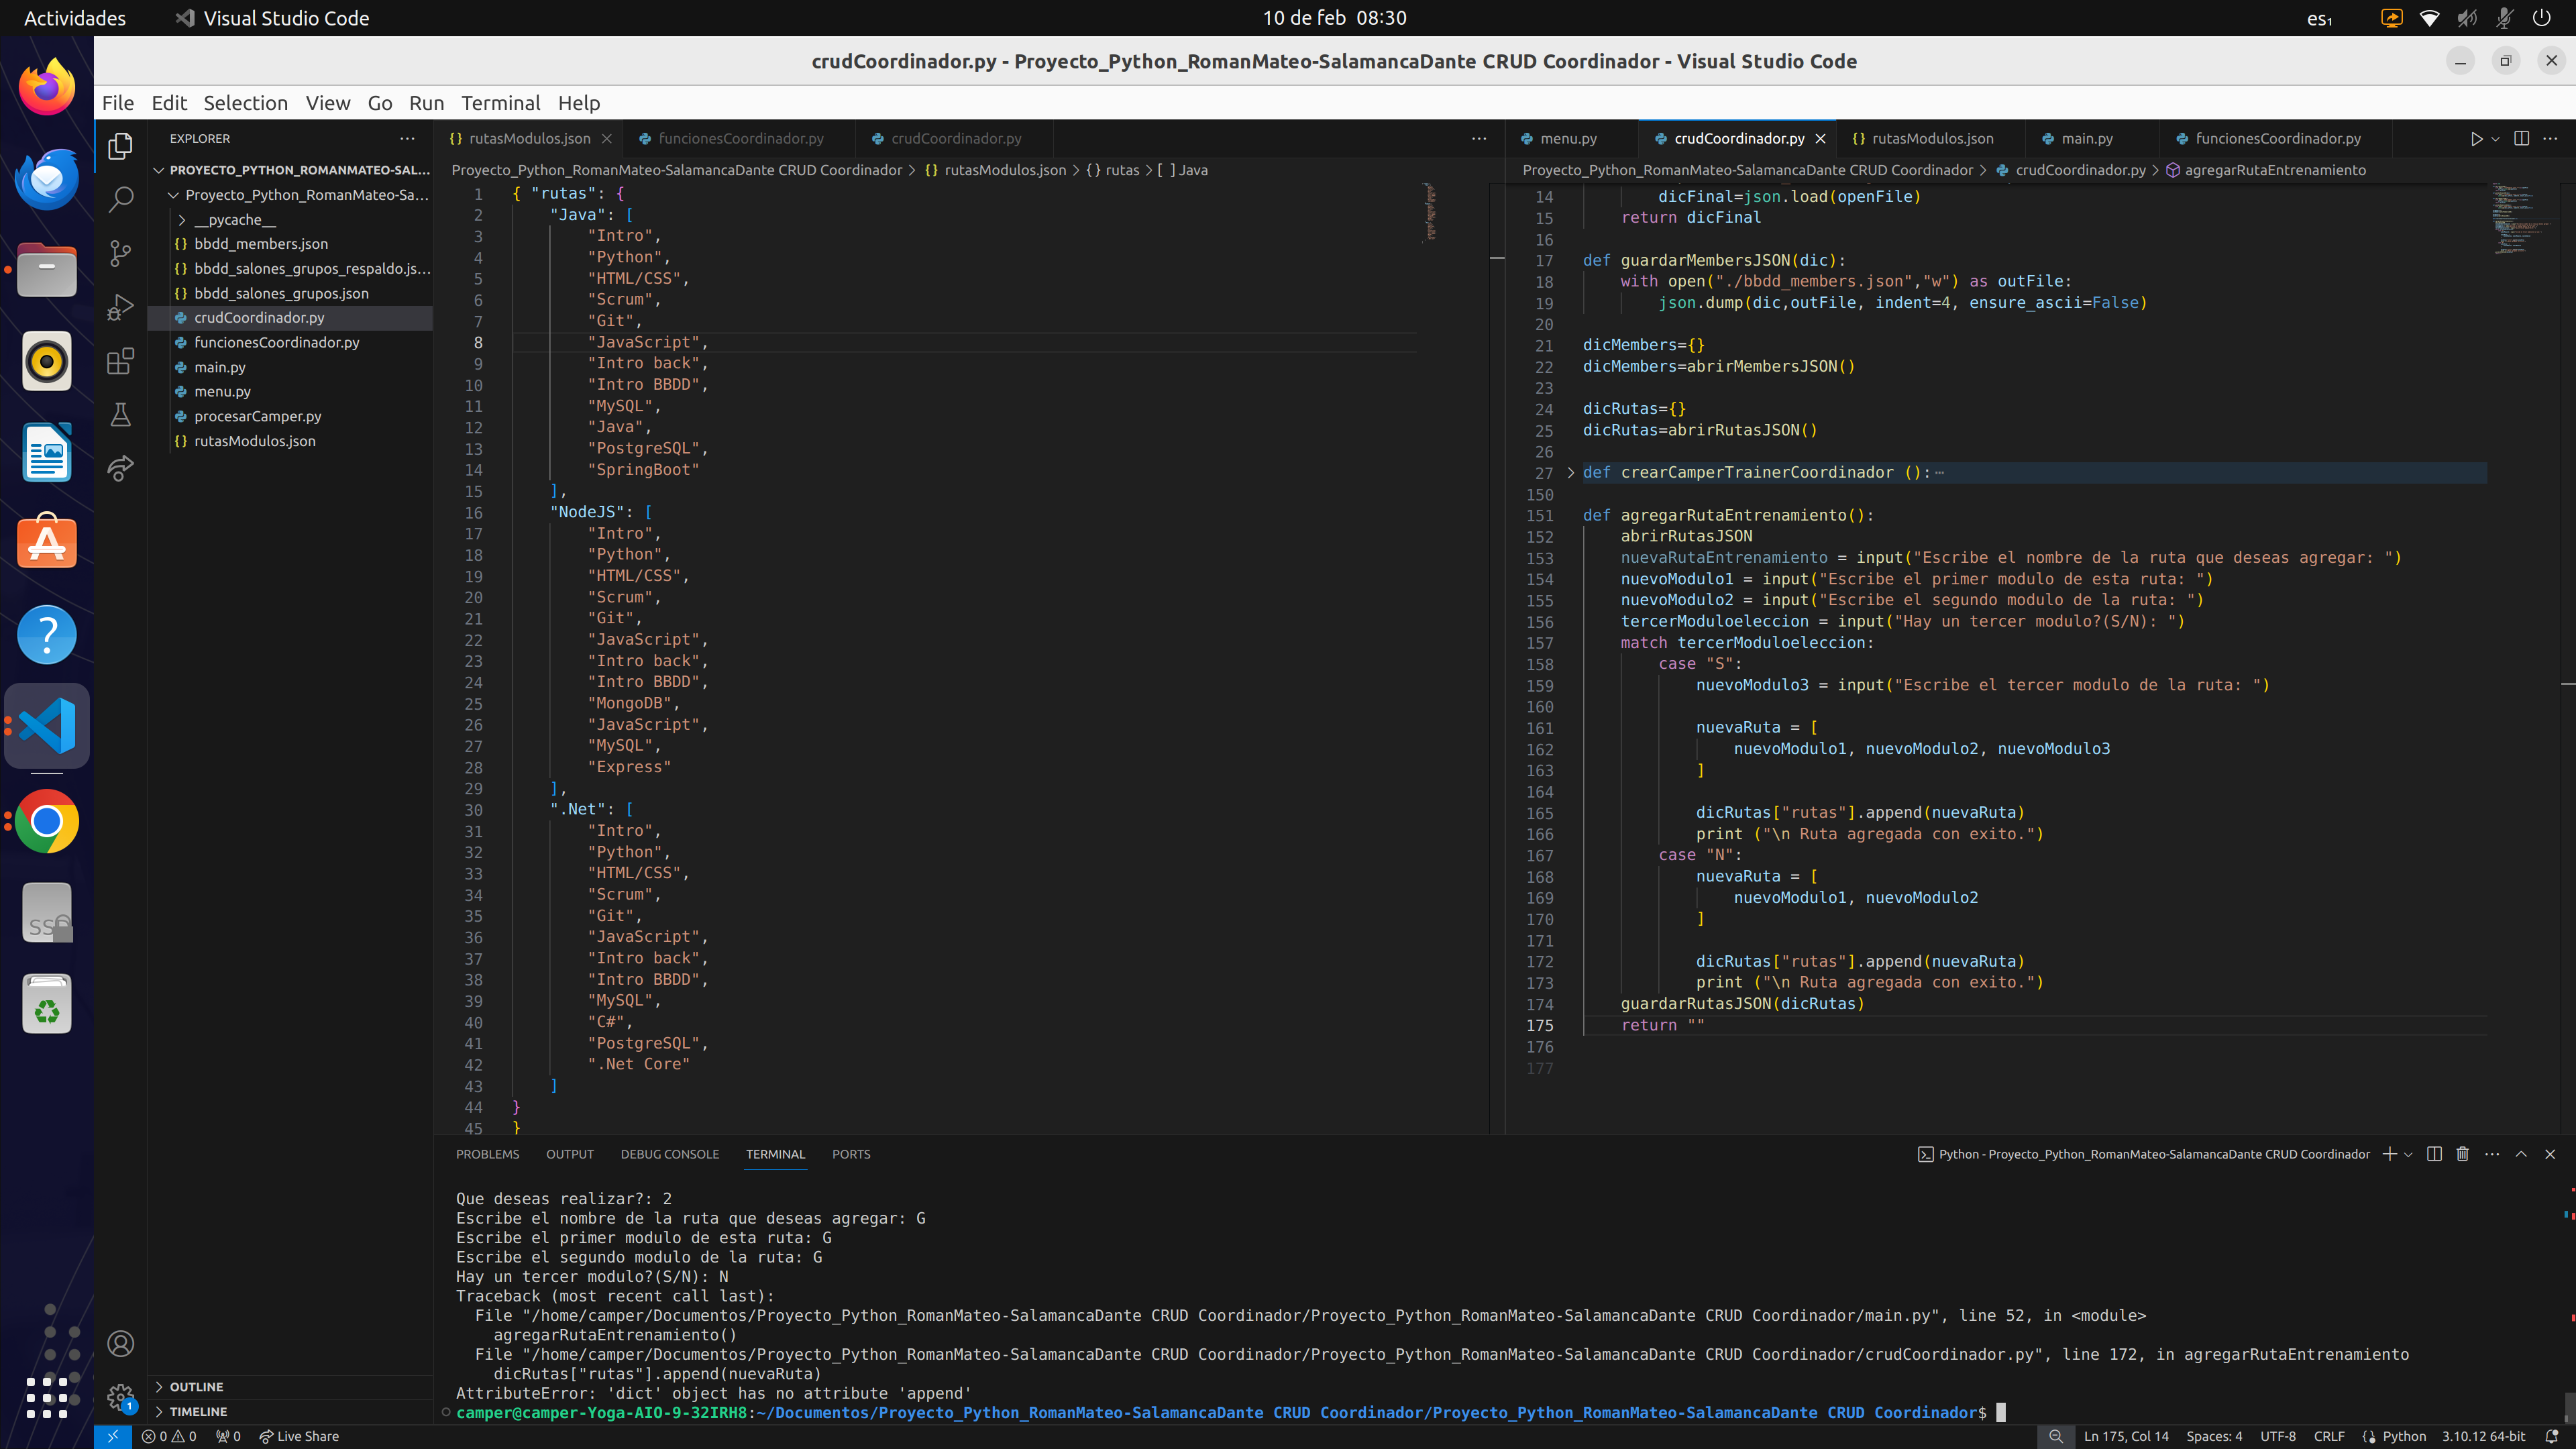 Actividades
Visual Studio Code
10 de feb 08:30
es₁
crudCoordinador.py - Proyecto_Python_RomanMateo-SalamancaDante CRUD Coordinador - Visual Studio Code
File Edit Selection View Go Run Terminal Help
EXPLORER
PROYECTO_PYTHON_ROMANMATEO-SAL...
Proyecto_Python_RomanMateo-Sa...
__pycache__
bbdd_members.json
bbdd_salones_grupos_respaldo.js...
bbdd_salones_grupos.json
crudCoordinador.py
funcionesCoordinador.py
main.py
menu.py
procesarCamper.py
rutasModulos.json
OUTLINE
TIMELINE
rutasModulos.json funcionesCoordinador.py crudCoordinador.py
Proyecto_Python_RomanMateo-SalamancaDante CRUD Coordinador > {} rutasModulos.json > {} rutas > [ ] Java
1 { "rutas": {
2 "Java": [
3 "Intro",
4 "Python",
5 "HTML/CSS",
6 "Scrum",
7 "Git",
8 "JavaScript",
9 "Intro back",
10 "Intro BBDD",
11 "MySQL",
12 "Java",
13 "PostgreSQL",
14 "SpringBoot"
15 ],
16 "NodeJS": [
17 "Intro",
18 "Python",
19 "HTML/CSS",
20 "Scrum",
21 "Git",
22 "JavaScript",
23 "Intro back",
24 "Intro BBDD",
25 "MongoDB",
26 "JavaScript",
27 "MySQL",
28 "Express"
29 ],
30 ".Net": [
31 "Intro",
32 "Python",
33 "HTML/CSS",
34 "Scrum",
35 "Git",
36 "JavaScript",
37 "Intro back",
38 "Intro BBDD",
39 "MySQL",
40 "C#",
41 "PostgreSQL",
42 ".Net Core"
43 ]
44 }
45 }
menu.py crudCoordinador.py rutasModulos.json main.py funcionesCoordinador.py
Proyecto_Python_RomanMateo-SalamancaDante CRUD Coordinador > crudCoordinador.py > agregarRutaEntrenamiento
14 dicFinal=json.load(openFile)
15 return dicFinal
16
17 def guardarMembersJSON(dic):
18 with open("./bbdd_members.json","w") as outFile:
19 json.dump(dic,outFile, indent=4, ensure_ascii=False)
20
21 dicMembers={}
22 dicMembers=abrirMembersJSON()
23
24 dicRutas={}
25 dicRutas=abrirRutasJSON()
26
27 def crearCamperTrainerCoordinador ():⋯
150
151 def agregarRutaEntrenamiento():
152 abrirRutasJSON
153 nuevaRutaEntrenamiento = input("Escribe el nombre de la ruta que deseas agregar: ")
154 nuevoModulo1 = input("Escribe el primer modulo de esta ruta: ")
155 nuevoModulo2 = input("Escribe el segundo modulo de la ruta: ")
156 tercerModuloeleccion = input("Hay un tercer modulo?(S/N): ")
157 match tercerModuloeleccion:
158 case "S":
159 nuevoModulo3 = input("Escribe el tercer modulo de la ruta: ")
160
161 nuevaRuta = [
162 nuevoModulo1, nuevoModulo2, nuevoModulo3
163 ]
164
165 dicRutas["rutas"].append(nuevaRuta)
166 print ("\n Ruta agregada con exito.")
167 case "N":
168 nuevaRuta = [
169 nuevoModulo1, nuevoModulo2
170 ]
171
172 dicRutas["rutas"].append(nuevaRuta)
173 print ("\n Ruta agregada con exito.")
174 guardarRutasJSON(dicRutas)
175 return ""
176
177
PROBLEMS OUTPUT DEBUG CONSOLE TERMINAL PORTS
Python - Proyecto_Python_RomanMateo-SalamancaDante CRUD Coordinador
Que deseas realizar?: 2
Escribe el nombre de la ruta que deseas agregar: G
Escribe el primer modulo de esta ruta: G
Escribe el segundo modulo de la ruta: G
Hay un tercer modulo?(S/N): N
Traceback (most recent call last):
File "/home/camper/Documentos/Proyecto_Python_RomanMateo-SalamancaDante CRUD Coordinador/Proyecto_Python_RomanMateo-SalamancaDante CRUD Coordinador/main.py", line 52, in <module>
agregarRutaEntrenamiento()
File "/home/camper/Documentos/Proyecto_Python_RomanMateo-SalamancaDante CRUD Coordinador/Proyecto_Python_RomanMateo-SalamancaDante CRUD Coordinador/crudCoordinador.py", line 172, in agregarRutaEntrenamiento
dicRutas["rutas"].append(nuevaRuta)
AttributeError: 'dict' object has no attribute 'append'
camper@camper-Yoga-AIO-9-32IRH8:~/Documentos/Proyecto_Python_RomanMateo-SalamancaDante CRUD Coordinador/Proyecto_Python_RomanMateo-SalamancaDante CRUD Coordinador$
0 0 0 Live Share
Ln 175, Col 14 Spaces: 4 UTF-8 CRLF Python 3.10.12 64-bit